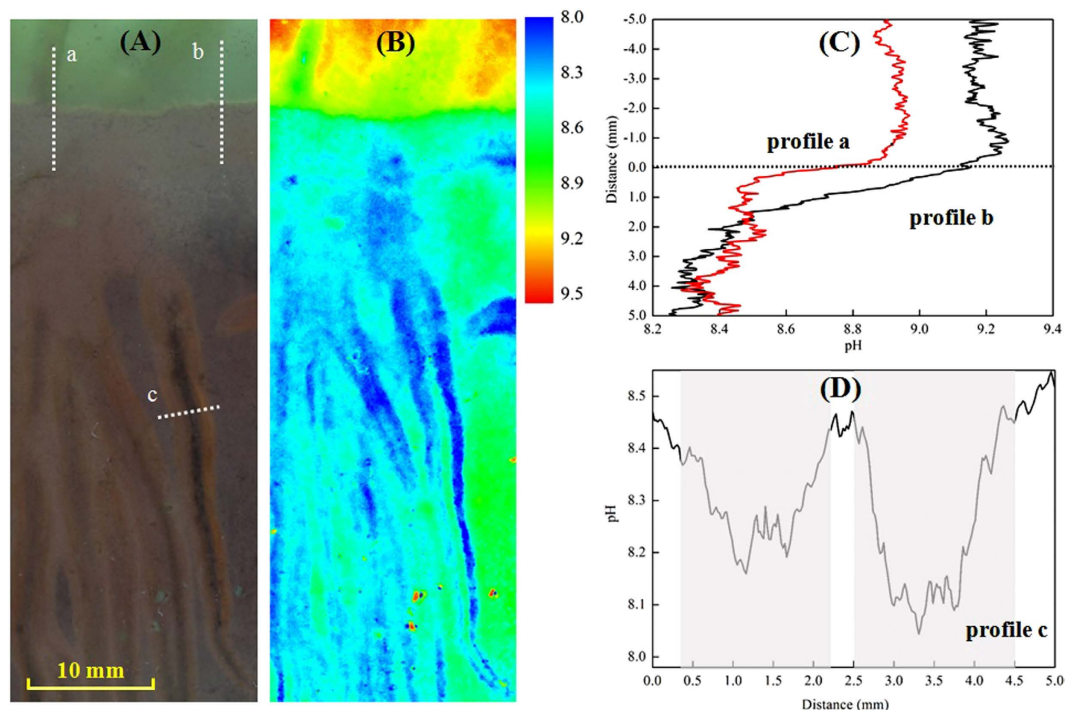 (A)
a
b
c
10 mm
(B)
8.0
8.3
8.6
8.9
9.2
9.5
(C)
-5.0
-4.0
-3.0
-2.0
-1.0
0.0
1.0
2.0
3.0
4.0
5.0
Distance (mm)
profile a
profile b
8.2 8.4 8.6 8.8 9.0 9.2 9.4
pH
(D)
8.5
8.4
8.3
8.2
8.1
8.0
pH
profile c
0.0 0.5 1.0 1.5 2.0 2.5 3.0 3.5 4.0 4.5 5.0
Distance (mm)